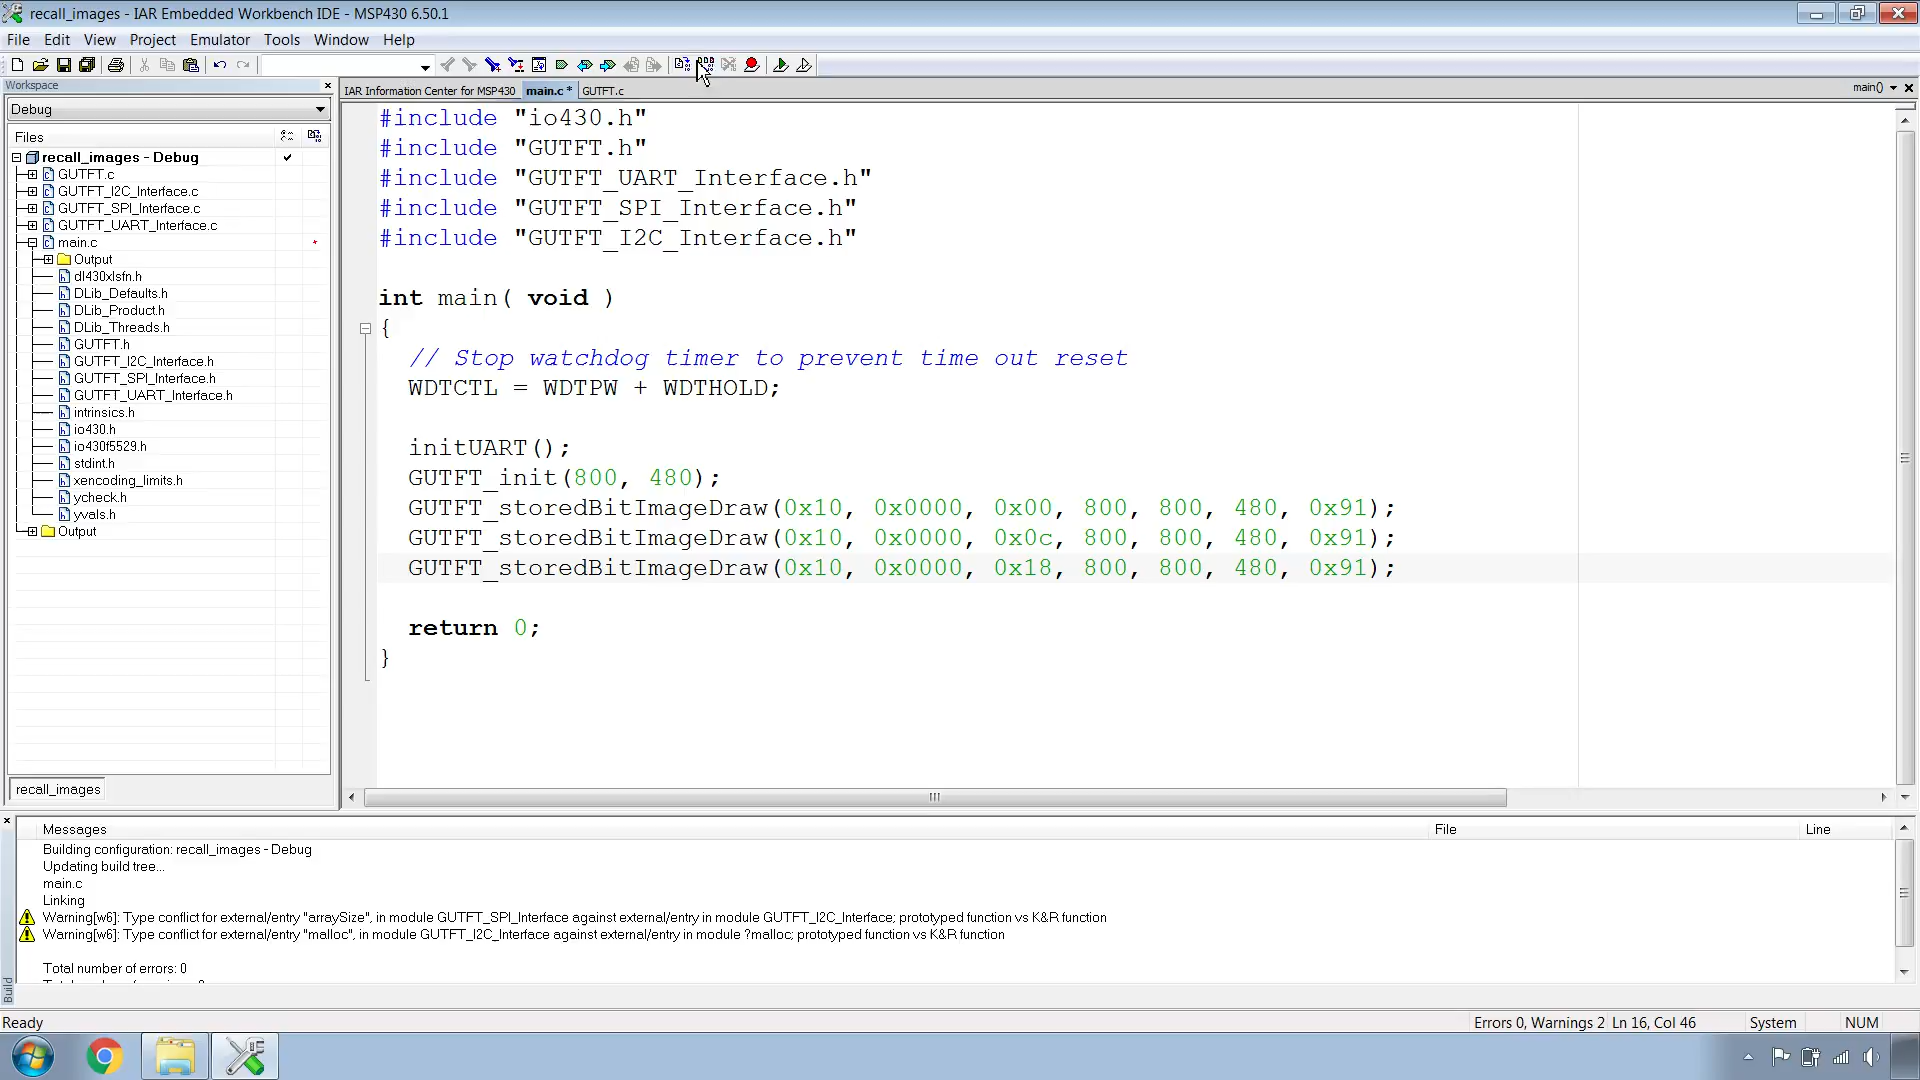 recall_images - IAR Embedded Workbench IDE - MSP430 6.50.1
File Edit View Project Emulator Tools Window Help
Workspace
IAR Information Center for MSP430 main.c * GUTFT.c
main()
Debug
Files
recall_images - Debug
GUTFT.c
GUTFT_I2C_Interface.c
GUTFT_SPI_Interface.c
GUTFT_UART_Interface.c
main.c
Output
dl430xlsfn.h
DLib_Defaults.h
DLib_Product.h
DLib_Threads.h
GUTFT.h
GUTFT_I2C_Interface.h
GUTFT_SPI_Interface.h
GUTFT_UART_Interface.h
intrinsics.h
io430.h
io430f5529.h
stdint.h
xencoding_limits.h
ycheck.h
yvals.h
Output
recall_images
#include "io430.h"
#include "GUTFT.h"
#include "GUTFT_UART_Interface.h"
#include "GUTFT_SPI_Interface.h"
#include "GUTFT_I2C_Interface.h"
int main( void )
{
// Stop watchdog timer to prevent time out reset
WDTCTL = WDTPW + WDTHOLD;
initUART();
GUTFT_init(800, 480);
GUTFT_storedBitImageDraw(0x10, 0x0000, 0x00, 800, 800, 480, 0x91);
GUTFT_storedBitImageDraw(0x10, 0x0000, 0x0c, 800, 800, 480, 0x91);
GUTFT_storedBitImageDraw(0x10, 0x0000, 0x18, 800, 800, 480, 0x91);
return 0;
}
Messages File Line
Building configuration: recall_images - Debug
Updating build tree...
main.c
Linking
Warning[w6]: Type conflict for external/entry "arraySize", in module GUTFT_SPI_Interface against external/entry in module GUTFT_I2C_Interface; prototyped function vs K&R function
Warning[w6]: Type conflict for external/entry "malloc", in module GUTFT_I2C_Interface against external/entry in module ?malloc; prototyped function vs K&R function
Total number of errors: 0
Build
Ready
Errors 0, Warnings 2 Ln 16, Col 46 System NUM